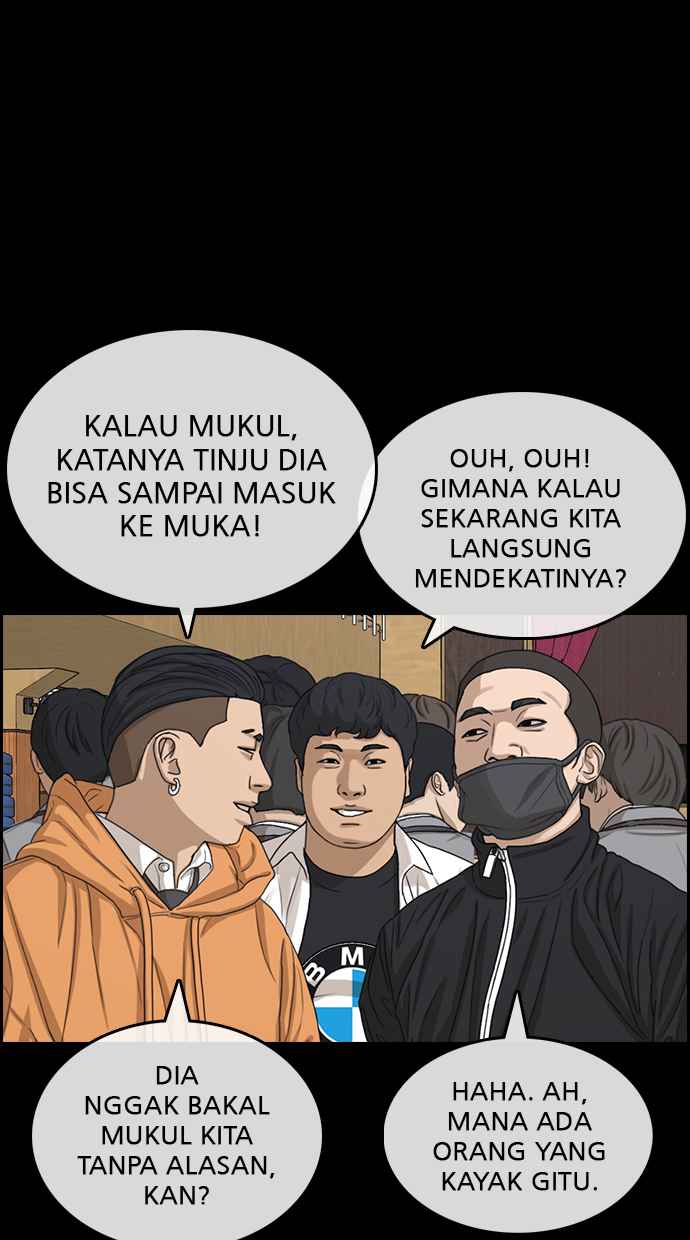 KALAU MUKUL,
KATANYA TINJU DIA
BISA SAMPAI MASUK
KE MUKA!
OUH, OUH!
GIMANA KALAU
SEKARANG KITA
LANGSUNG
MENDEKATINYA?
BM
DIA
NGGAK BAKAL
MUKUL KITA
TANPA ALASAN,
KAN?
HAHA. AH,
MANA ADA
ORANG YANG
KAYAK GITU.